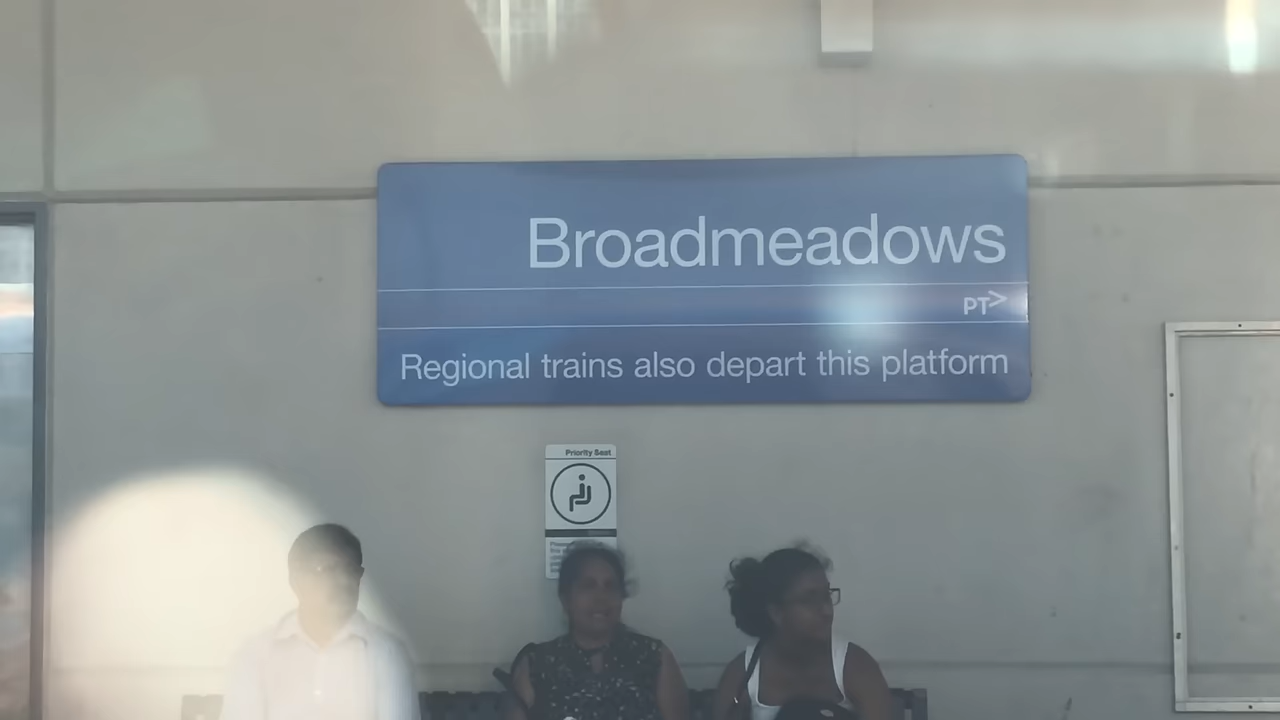 Broadmeadows
PT>
Regional trains also depart this platform
Priority Seat